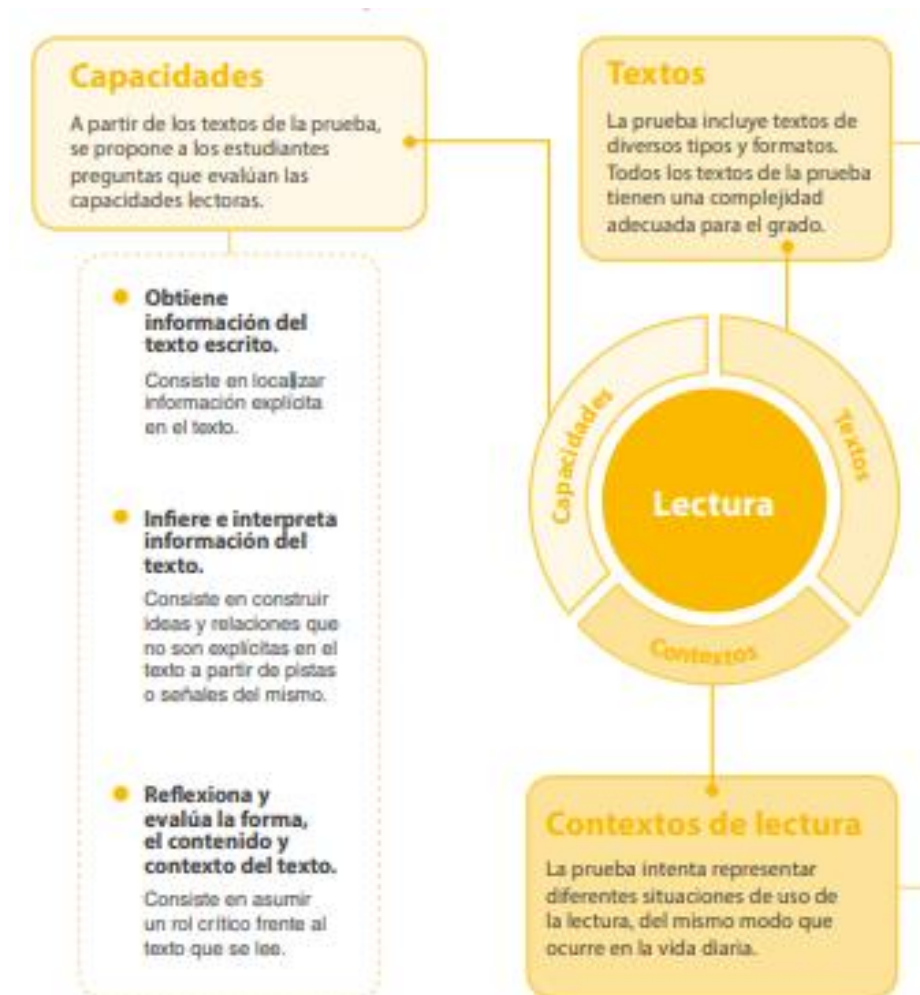 Capacidades
A partir de los textos de la prueba,
se propone a los estudiantes
preguntas que evalúan las
capacidades lectoras.
Obtiene
información del
texto escrito.
Consiste en localizar
información explícita
en el texto.
Infiere e interpreta
información del
texto.
Consiste en construir
ideas y relaciones que
no son explícitas en el
texto a partir de pistas
o señales del mismo.
Reflexiona y
evalúa la forma,
el contenido y
contexto del texto.
Consiste en asumir
un rol crítico frente al
texto que se lee.
Textos
La prueba incluye textos de
diversos tipos y formatos.
Todos los textos de la prueba
tienen una complejidad
adecuada para el grado.
Capacidades
Textos
Lectura
Contextos
Contextos de lectura
La prueba intenta representar
diferentes situaciones de uso de
la lectura, del mismo modo que
ocurre en la vida diaria.